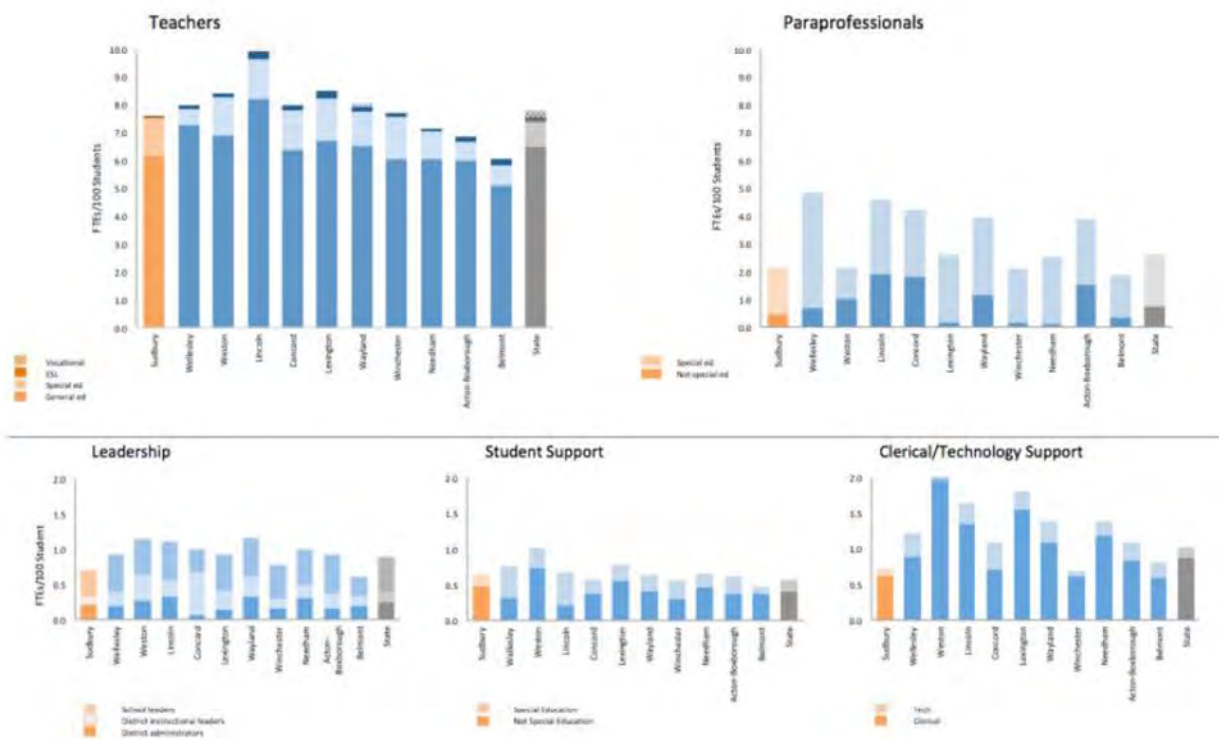 Teachers
10.0
9.0
8.0
7.0
6.0
5.0
4.0
3.0
2.0
1.0
0.0
FTEs/100 Students
Sudbury
Wellesley
Weston
Lincoln
Concord
Lexington
Wayland
Winchester
Needham
Acton-Boxborough
Belmont
State
Vocational
ESL
Special ed
General ed
Paraprofessionals
10.0
9.0
8.0
7.0
6.0
5.0
4.0
3.0
2.0
1.0
0.0
FTEs/100 Students
Sudbury
Wellesley
Weston
Lincoln
Concord
Lexington
Wayland
Winchester
Needham
Acton-Boxborough
Belmont
State
Special ed
Not special ed
Leadership
2.0
1.5
1.0
0.5
0.0
FTEs/100 Student
Sudbury
Wellesley
Weston
Lincoln
Concord
Lexington
Wayland
Winchester
Needham
Acton-
Boxborough
Belmont
State
School leaders
District instructional leaders
District administrators
Student Support
2.0
1.5
1.0
0.5
0.0
Sudbury
Wellesley
Weston
Lincoln
Concord
Lexington
Wayland
Winchester
Needham
Acton-Boxborough
Belmont
State
Special Education
Not Special Education
Clerical/Technology Support
2.0
1.5
1.0
0.5
0.0
Sudbury
Wellesley
Weston
Lincoln
Concord
Lexington
Wayland
Winchester
Needham
Acton-Boxborough
Belmont
State
Tech
Clerical